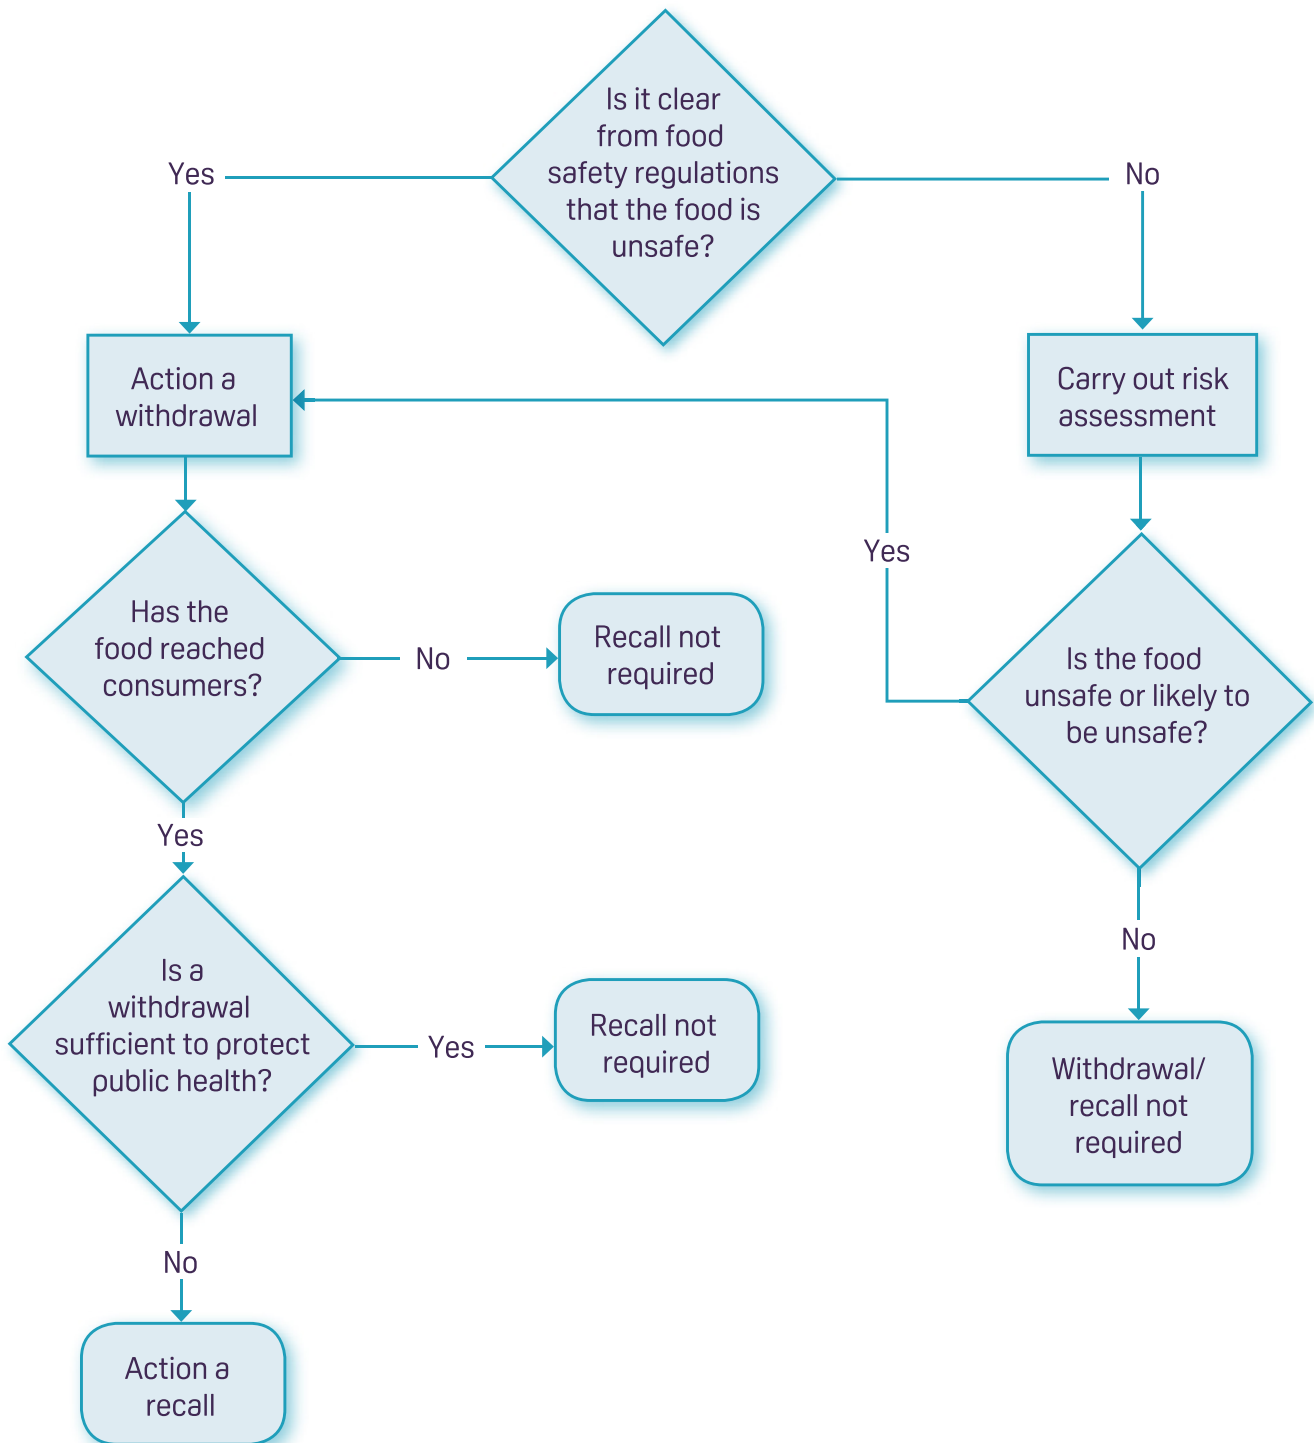 Is it clear
from food
safety regulations
that the food is
unsafe?
Yes
No
Action a
withdrawal
Carry out risk
assessment
Yes
Has the
food reached
consumers?
No
Recall not
required
Is the food
unsafe or likely to
be unsafe?
Yes
No
Is a
withdrawal
sufficient to protect
public health?
Yes
Recall not
required
Withdrawal/
recall not
required
No
Action a
recall